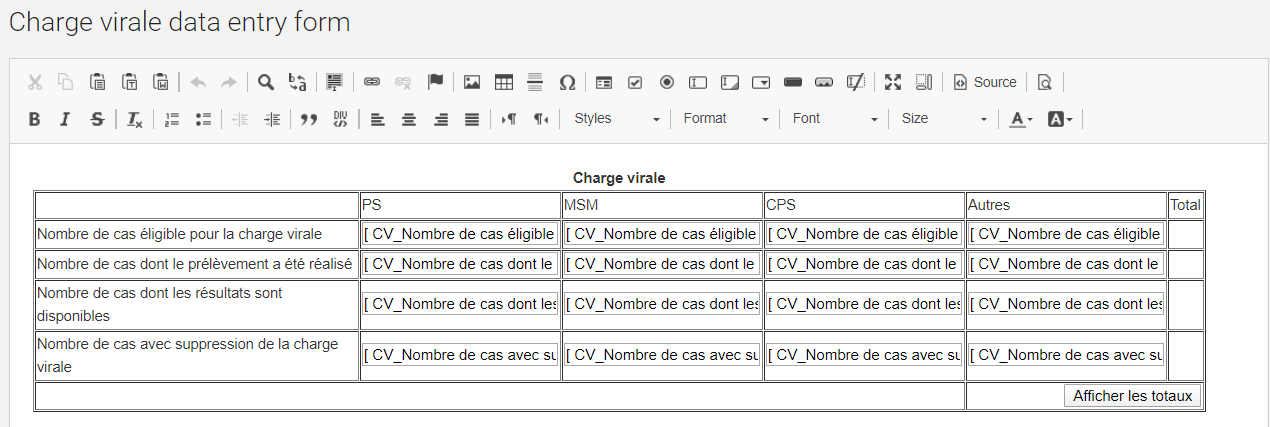 Charge virale data entry form
Source
Styles
Format
Font
Size
Charge virale
PS MSM CPS Autres Total
Nombre de cas éligible pour la charge virale [ CV_Nombre de cas éligible [ CV_Nombre de cas éligible [ CV_Nombre de cas éligible [ CV_Nombre de cas éligible
Nombre de cas dont le prélèvement a été réalisé [ CV_Nombre de cas dont le [ CV_Nombre de cas dont le [ CV_Nombre de cas dont le [ CV_Nombre de cas dont le
Nombre de cas dont les résultats sont
disponibles
[ CV_Nombre de cas dont les [ CV_Nombre de cas dont les [ CV_Nombre de cas dont les [ CV_Nombre de cas dont les
Nombre de cas avec suppression de la charge
virale
[ CV_Nombre de cas avec su [ CV_Nombre de cas avec su [ CV_Nombre de cas avec su [ CV_Nombre de cas avec su
Afficher les totaux